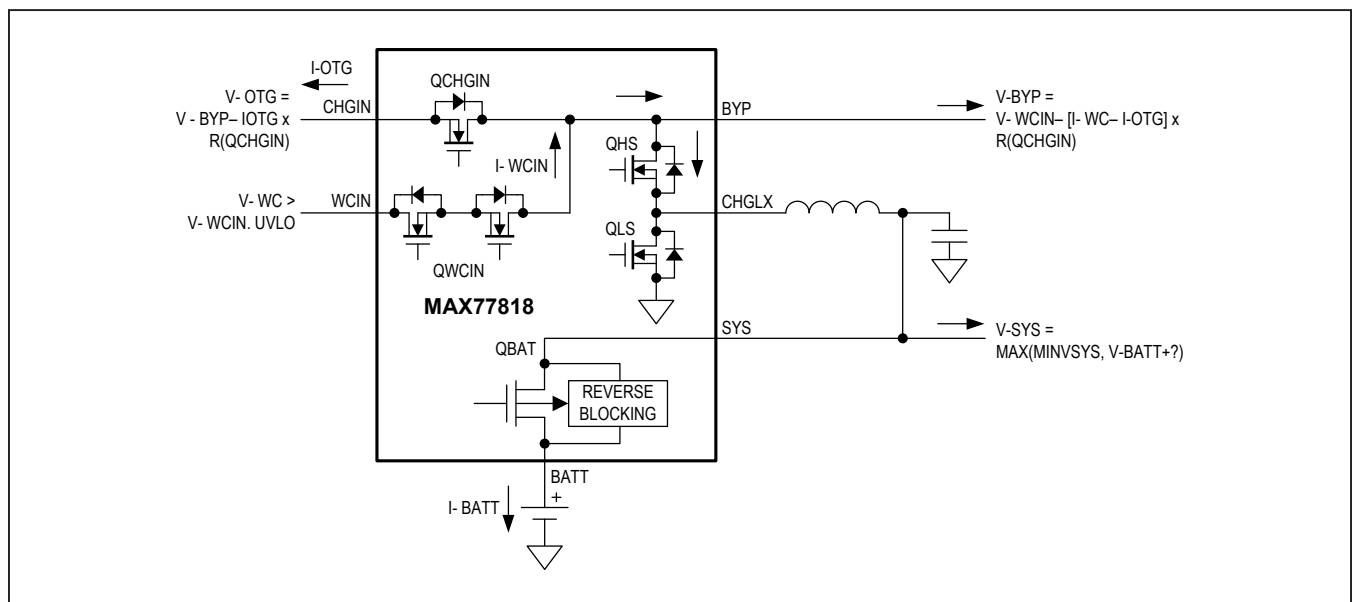 I-OTG
V- OTG =
V - BYP– IOTG x
R(QCHGIN)
CHGIN
QCHGIN
BYP
V-BYP =
V- WCIN– [I- WC– I-OTG] x
R(QCHGIN)
I- WCIN
QHS
V- WC >
V- WCIN. UVLO
WCIN
QWCIN
CHGLX
QLS
MAX77818
SYS
V-SYS =
MAX(MINVSYS, V-BATT+?)
QBAT
REVERSE
BLOCKING
BATT
I- BATT
+